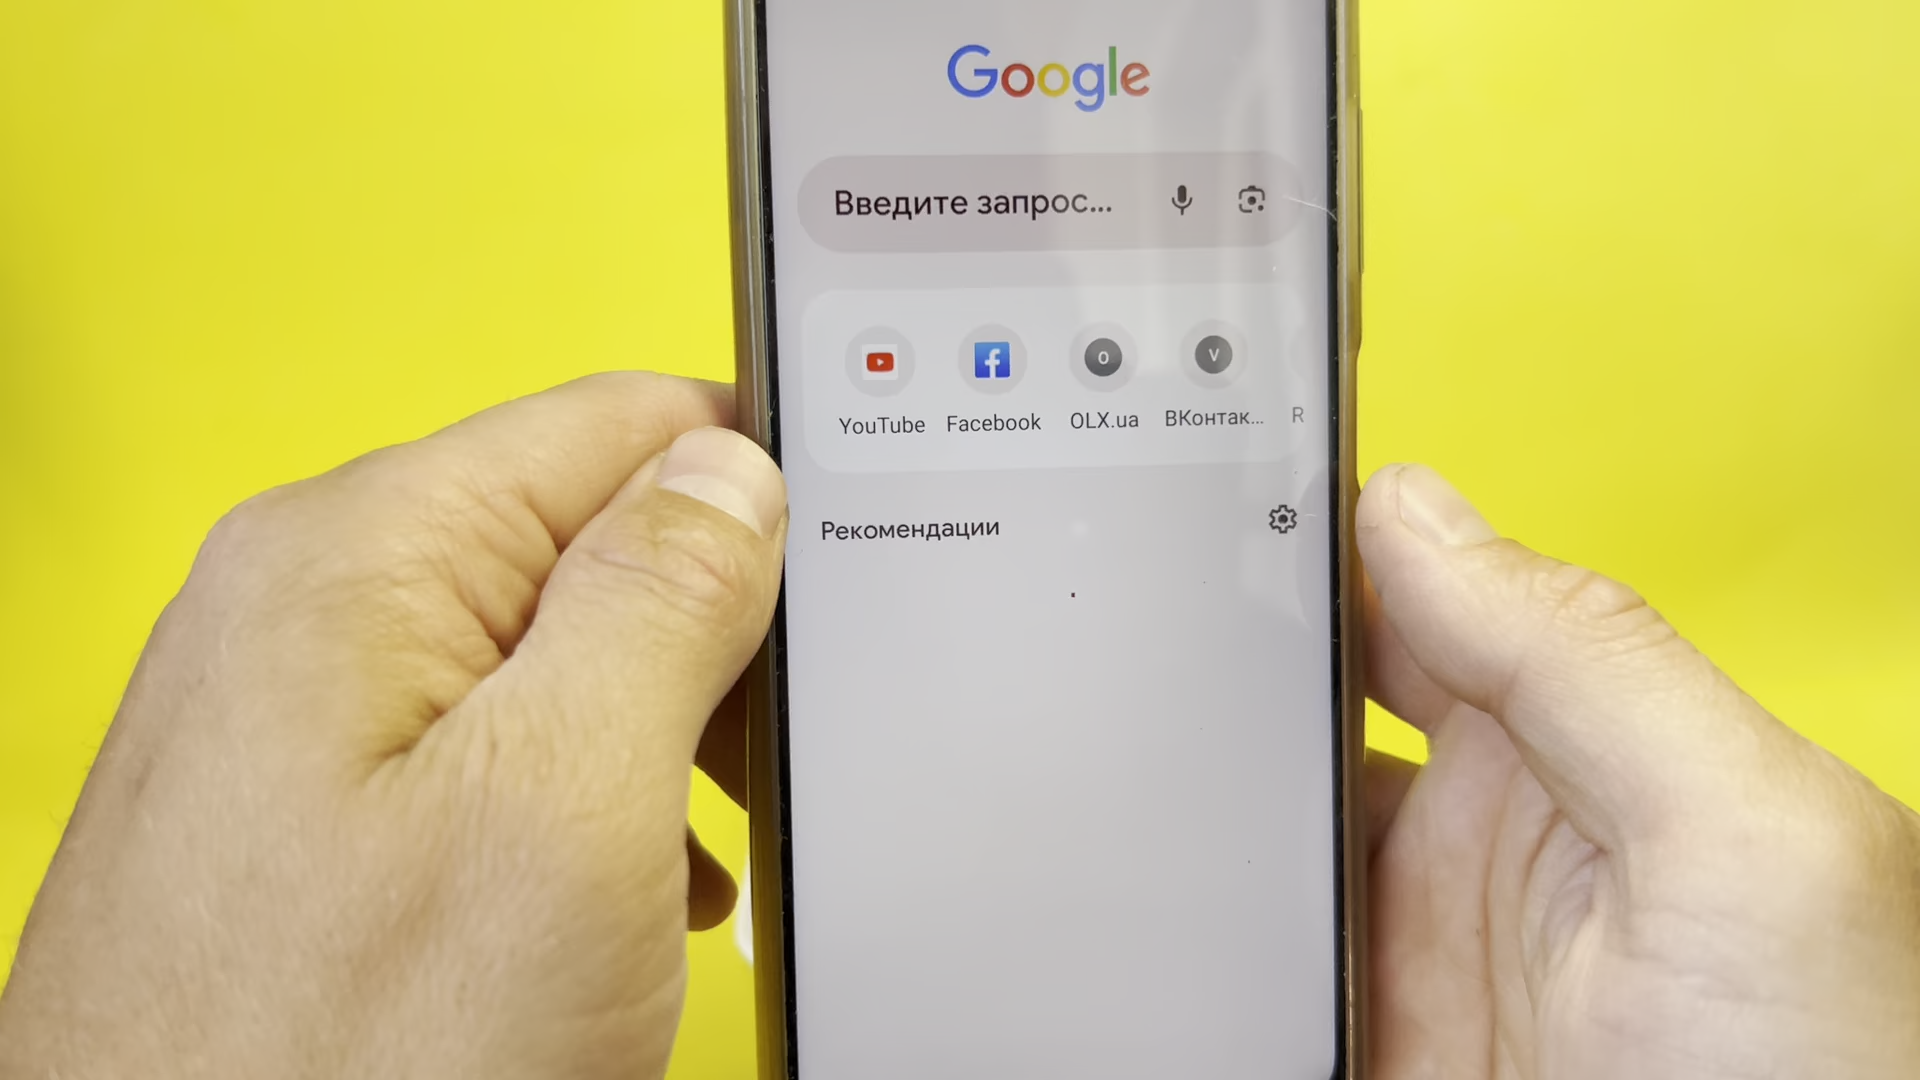 Google
Введите запрос...
O
V
YouTube Facebook OLX.ua ВКонтак... R
Рекомендации